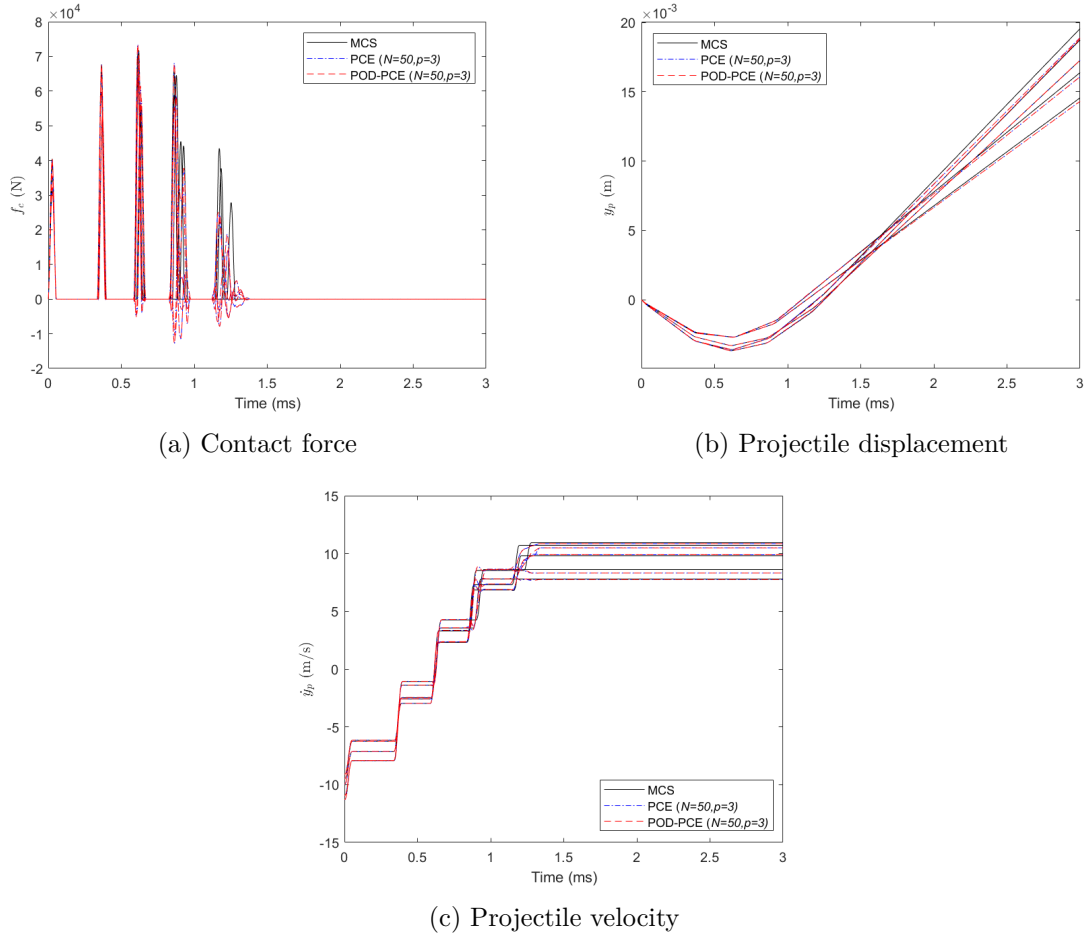 ×10⁴
8
7
6
5
4
3
2
1
0
-1
-2
f_c (N)
0 0.5 1 1.5 2 2.5 3
Time (ms)
MCS
PCE (N=50,p=3)
POD-PCE (N=50,p=3)
(a) Contact force
20 ×10⁻³
15
10
5
0
-5
y_p (m)
0 0.5 1 1.5 2 2.5 3
Time (ms)
MCS
PCE (N=50,p=3)
POD-PCE (N=50,p=3)
(b) Projectile displacement
15
10
5
0
-5
-10
-15
ẏ_p (m/s)
0 0.5 1 1.5 2 2.5 3
Time (ms)
MCS
PCE (N=50,p=3)
POD-PCE (N=50,p=3)
(c) Projectile velocity